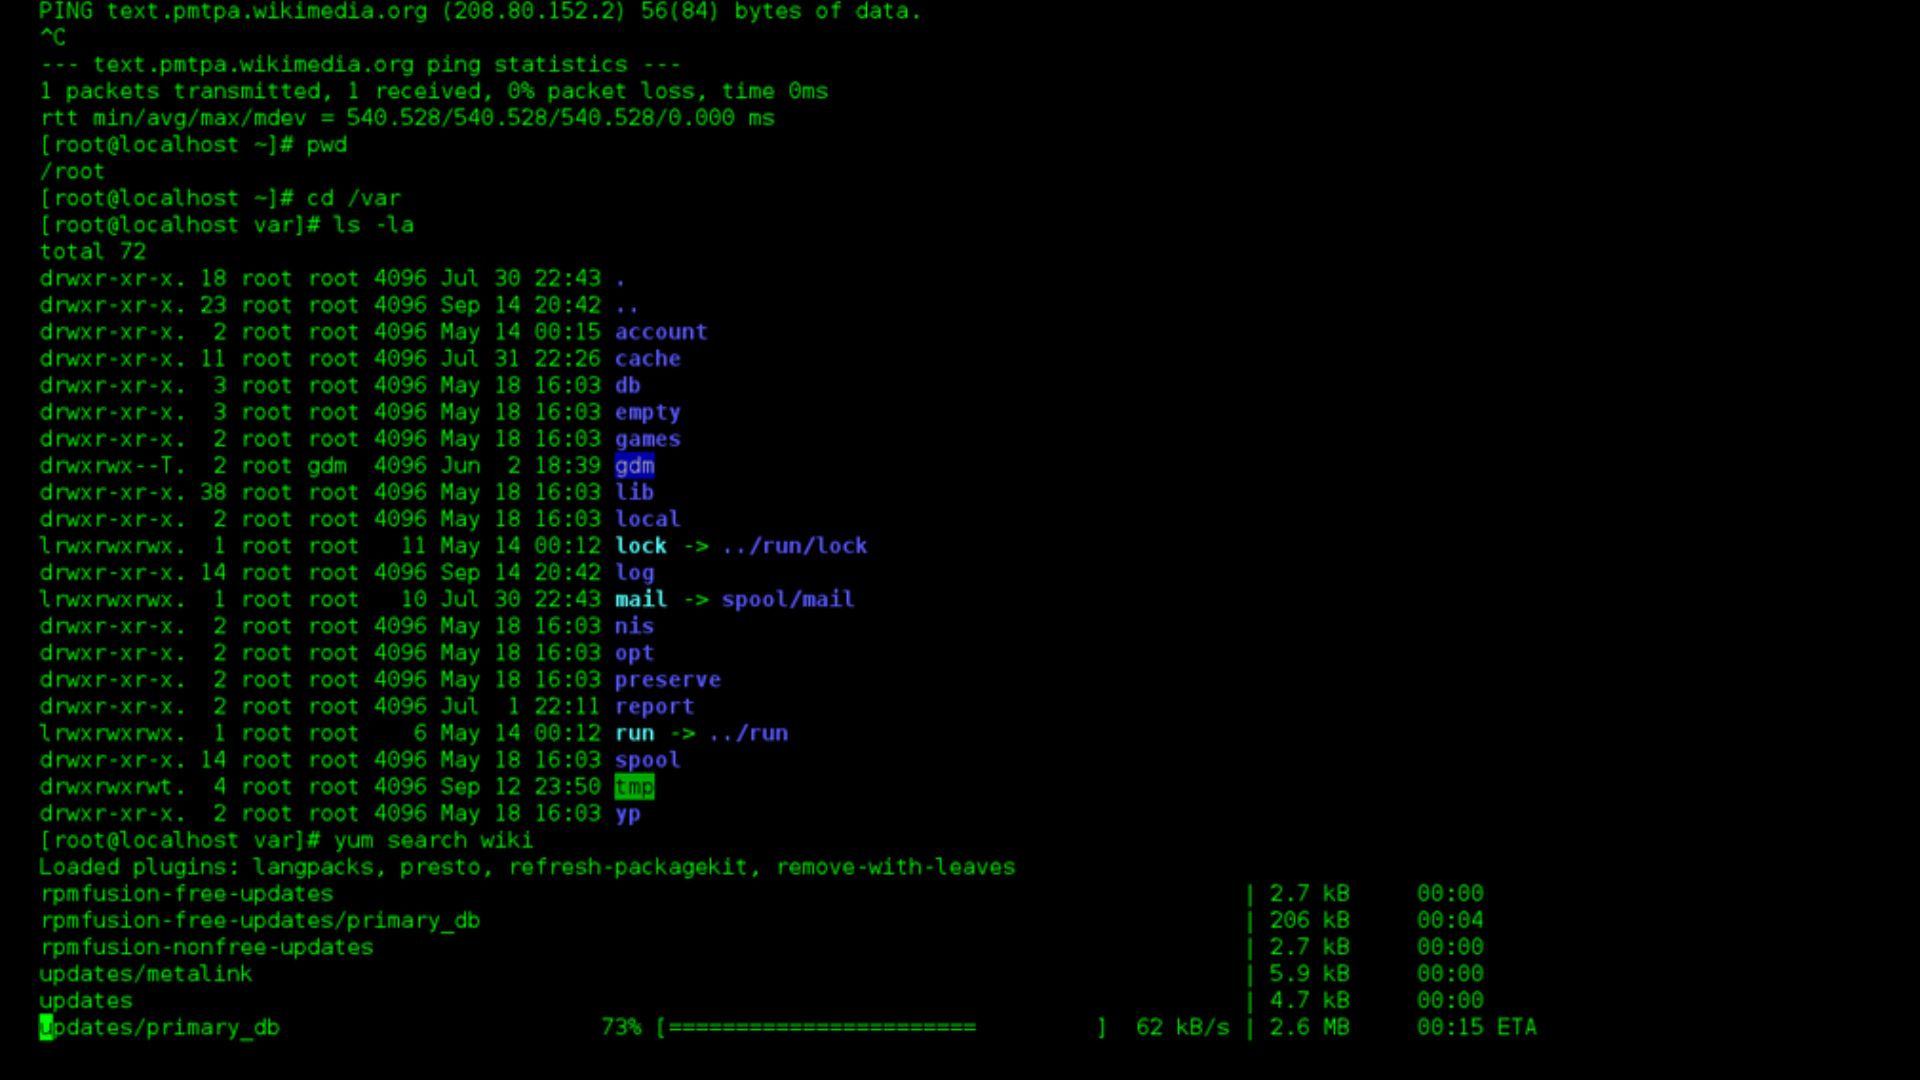 PING text.pmtpa.wikimedia.org (208.80.152.2) 56(84) bytes of data.
^C
--- text.pmtpa.wikimedia.org ping statistics ---
1 packets transmitted, 1 received, 0% packet loss, time 0ms
rtt min/avg/max/mdev = 540.528/540.528/540.528/0.000 ms
[root@localhost ~]# pwd
/root
[root@localhost ~]# cd /var
[root@localhost var]# ls -la
total 72
drwxr-xr-x. 18 root root 4096 Jul 30 22:43 .
drwxr-xr-x. 23 root root 4096 Sep 14 20:42 ..
drwxr-xr-x.  2 root root 4096 May 14 00:15 account
drwxr-xr-x. 11 root root 4096 Jul 31 22:26 cache
drwxr-xr-x.  3 root root 4096 May 18 16:03 db
drwxr-xr-x.  3 root root 4096 May 18 16:03 empty
drwxr-xr-x.  2 root root 4096 May 18 16:03 games
drwxrwx--T.  2 root gdm  4096 Jun  2 18:39 gdm
drwxr-xr-x. 38 root root 4096 May 18 16:03 lib
drwxr-xr-x.  2 root root 4096 May 18 16:03 local
lrwxrwxrwx.  1 root root   11 May 14 00:12 lock -> ../run/lock
drwxr-xr-x. 14 root root 4096 Sep 14 20:42 log
lrwxrwxrwx.  1 root root   10 Jul 30 22:43 mail -> spool/mail
drwxr-xr-x.  2 root root 4096 May 18 16:03 nis
drwxr-xr-x.  2 root root 4096 May 18 16:03 opt
drwxr-xr-x.  2 root root 4096 May 18 16:03 preserve
drwxr-xr-x.  2 root root 4096 Jul  1 22:11 report
lrwxrwxrwx.  1 root root    6 May 14 00:12 run -> ../run
drwxr-xr-x. 14 root root 4096 May 18 16:03 spool
drwxrwxrwt.  4 root root 4096 Sep 12 23:50 tmp
drwxr-xr-x.  2 root root 4096 May 18 16:03 yp
[root@localhost var]# yum search wiki
Loaded plugins: langpacks, presto, refresh-packagekit, remove-with-leaves
rpmfusion-free-updates | 2.7 kB 00:00
rpmfusion-free-updates/primary_db | 206 kB 00:04
rpmfusion-nonfree-updates | 2.7 kB 00:00
updates/metalink | 5.9 kB 00:00
updates | 4.7 kB 00:00
updates/primary_db 73% [======================= ] 62 kB/s | 2.6 MB 00:15 ETA